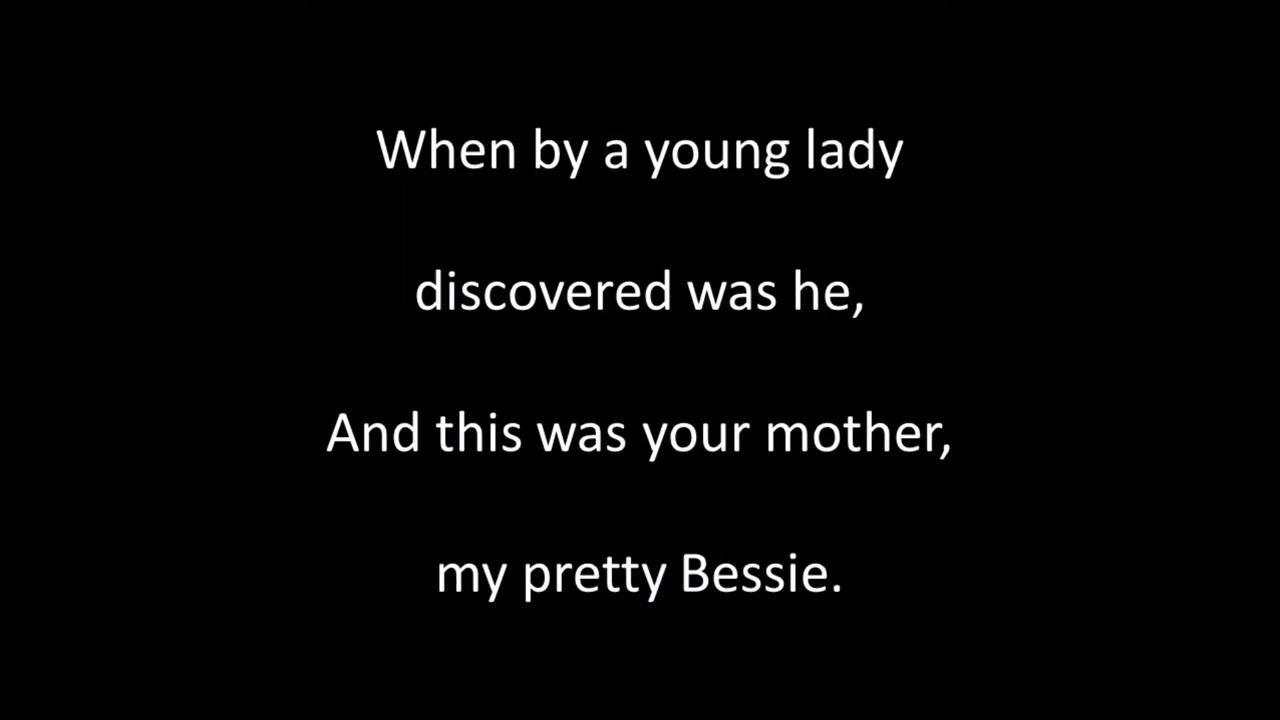 When by a young lady
discovered was he,
And this was your mother,
my pretty Bessie.